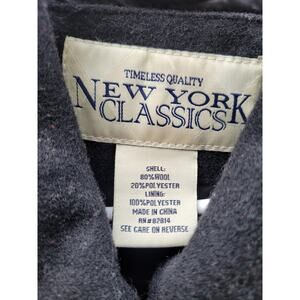 TIMELESS QUALITY
NEW YORK
CLASSICS
SHELL:
80%WOOL
20%POLYESTER
LINING:
100%POLYESTER
MADE IN CHINA
RN#87914
SEE CARE ON REVERSE